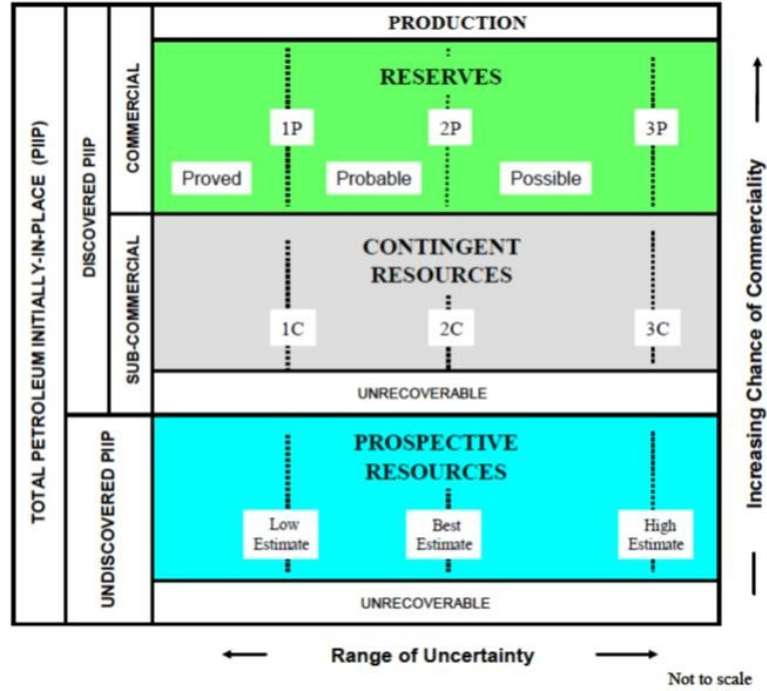 TOTAL PETROLEUM INITIALLY-IN-PLACE (PIIP)
DISCOVERED PIIP
UNDISCOVERED PIIP
COMMERCIAL
SUB-COMMERCIAL
PRODUCTION
RESERVES
1P 2P 3P
Proved Probable Possible
CONTINGENT
RESOURCES
1C 2C 3C
UNRECOVERABLE
PROSPECTIVE
RESOURCES
Low Best High
Estimate Estimate Estimate
UNRECOVERABLE
Increasing Chance of Commerciality
Range of Uncertainty
Not to scale